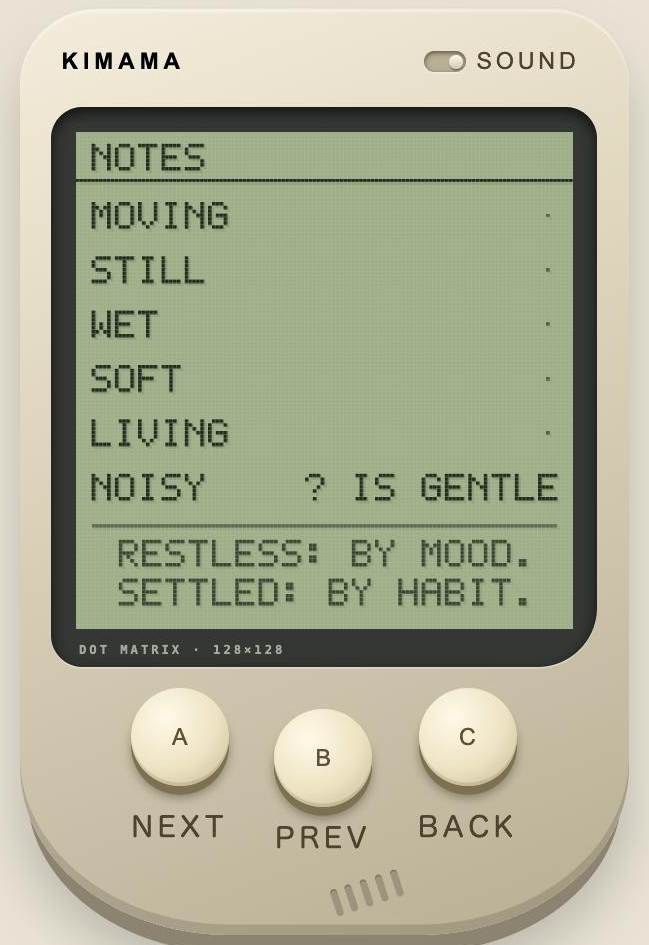 KIMAMA
SOUND
NOTES
MOVING ·
STILL ·
WET ·
SOFT ·
LIVING ·
NOISY ? IS GENTLE
RESTLESS: BY MOOD.
SETTLED: BY HABIT.
DOT MATRIX · 128×128
A
B
C
NEXT
PREV
BACK